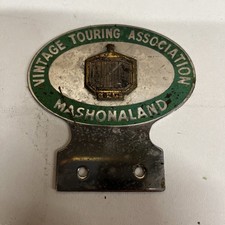 VINTAGE TOURING ASSOCIATION
MASHONALAND